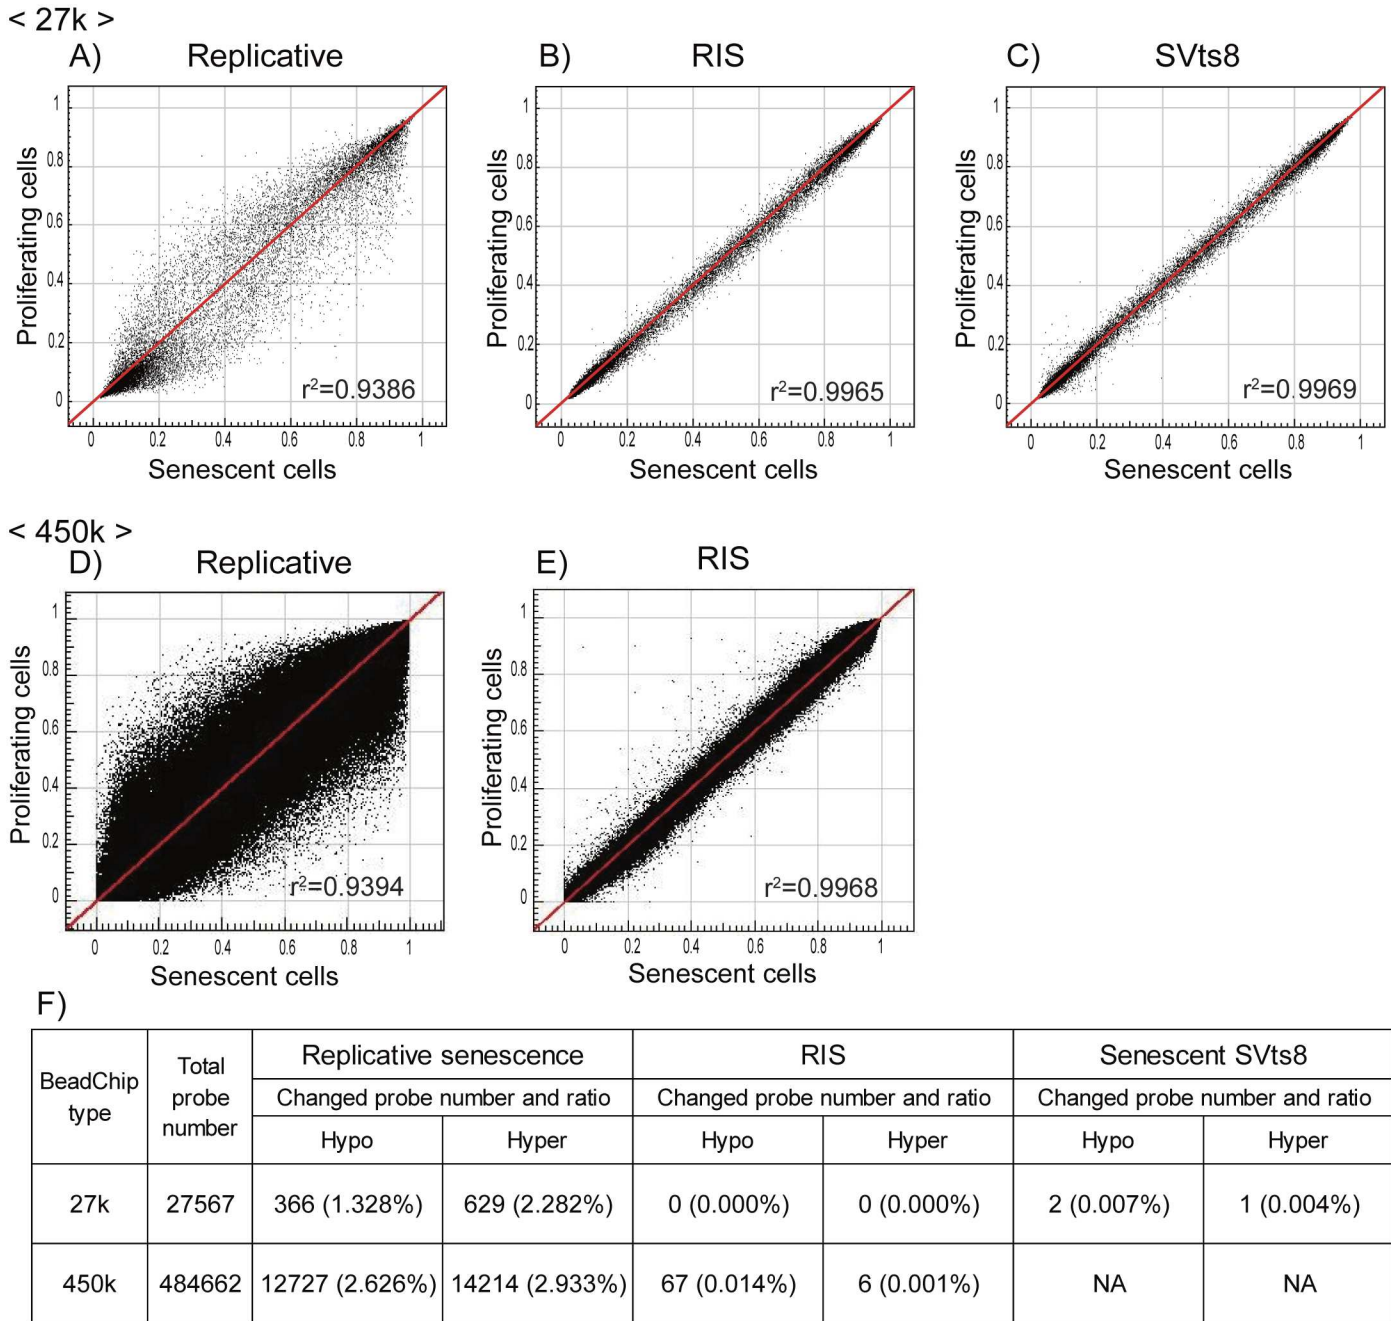 < 27k >
A) Replicative
B) RIS
C) SVts8
Proliferating cells
1
0.8
0.6
0.4
0.2
0
r²=0.9386
0 0.2 0.4 0.6 0.8 1
Senescent cells
Proliferating cells
1
0.8
0.6
0.4
0.2
0
r²=0.9965
0 0.2 0.4 0.6 0.8 1
Senescent cells
Proliferating cells
1
0.8
0.6
0.4
0.2
0
r²=0.9969
0 0.2 0.4 0.6 0.8 1
Senescent cells
< 450k >
D) Replicative
E) RIS
Proliferating cells
1
0.8
0.6
0.4
0.2
0
r²=0.9394
0 0.2 0.4 0.6 0.8 1
Senescent cells
Proliferating cells
1
0.8
0.6
0.4
0.2
0
r²=0.9968
0 0.2 0.4 0.6 0.8 1
Senescent cells
F)
BeadChip type Total probe number Replicative senescence RIS Senescent SVts8
Changed probe number and ratio Changed probe number and ratio Changed probe number and ratio
Hypo Hyper Hypo Hyper Hypo Hyper
27k 27567 366 (1.328%) 629 (2.282%) 0 (0.000%) 0 (0.000%) 2 (0.007%) 1 (0.004%)
450k 484662 12727 (2.626%) 14214 (2.933%) 67 (0.014%) 6 (0.001%) NA NA